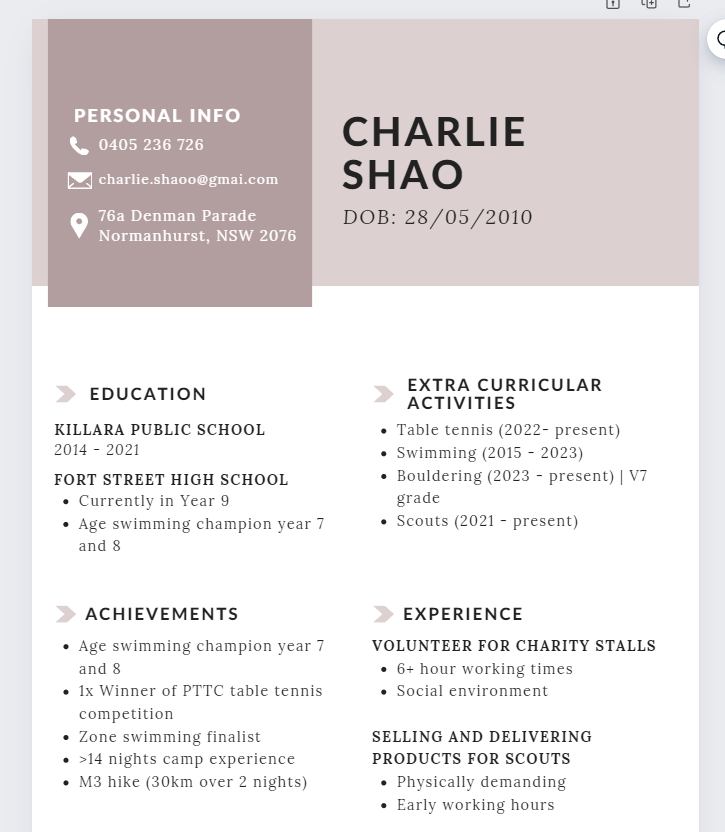 PERSONAL INFO
0405 236 726
charlie.shaoo@gmai.com
76a Denman Parade
Normanhurst, NSW 2076
CHARLIE
SHAO
DOB: 28/05/2010
EDUCATION
KILLARA PUBLIC SCHOOL
2014 - 2021
FORT STREET HIGH SCHOOL
• Currently in Year 9
• Age swimming champion year 7
and 8
EXTRA CURRICULAR
ACTIVITIES
• Table tennis (2022- present)
• Swimming (2015 - 2023)
• Bouldering (2023 - present) | V7
grade
• Scouts (2021 - present)
ACHIEVEMENTS
• Age swimming champion year 7
and 8
• 1x Winner of PTTC table tennis
competition
• Zone swimming finalist
• >14 nights camp experience
• M3 hike (30km over 2 nights)
EXPERIENCE
VOLUNTEER FOR CHARITY STALLS
• 6+ hour working times
• Social environment
SELLING AND DELIVERING
PRODUCTS FOR SCOUTS
• Physically demanding
• Early working hours